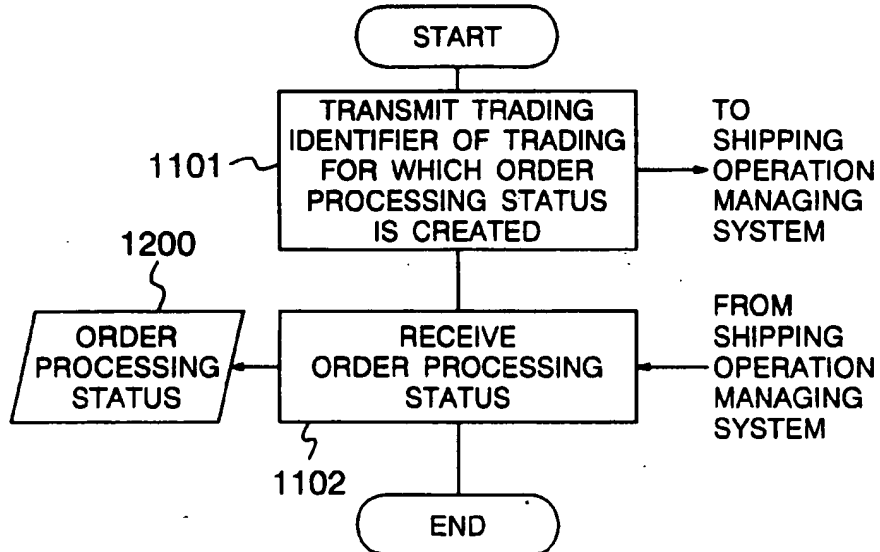 START
TRANSMIT TRADING
IDENTIFIER OF TRADING
FOR WHICH ORDER
PROCESSING STATUS
IS CREATED
1101
TO
SHIPPING
OPERATION
MANAGING
SYSTEM
1200
ORDER
PROCESSING
STATUS
RECEIVE
ORDER PROCESSING
STATUS
1102
FROM
SHIPPING
OPERATION
MANAGING
SYSTEM
END